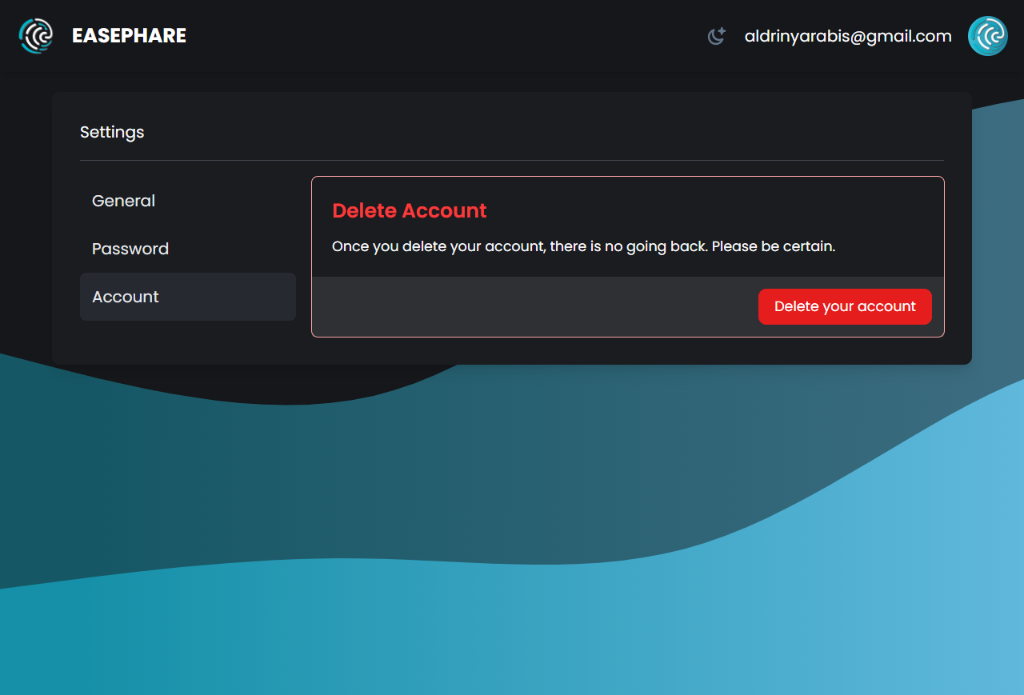 EASEPHARE
aldrinyarabis@gmail.com
Settings
General
Password
Account
Delete Account
Once you delete your account, there is no going back. Please be certain.
Delete your account